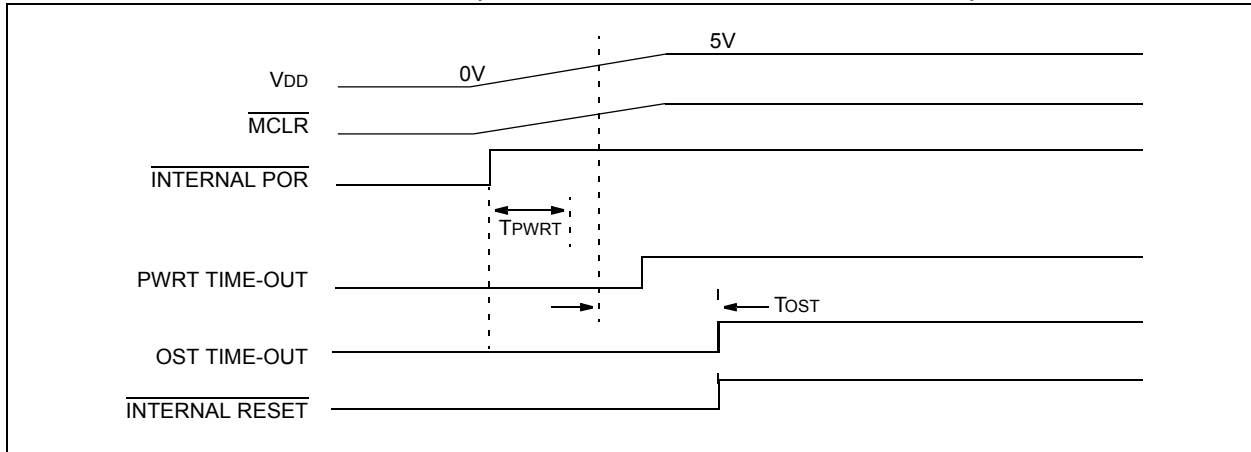 5V
VDD
0V
MCLR
INTERNAL POR
TPWRT
PWRT TIME-OUT
TOST
OST TIME-OUT
INTERNAL RESET